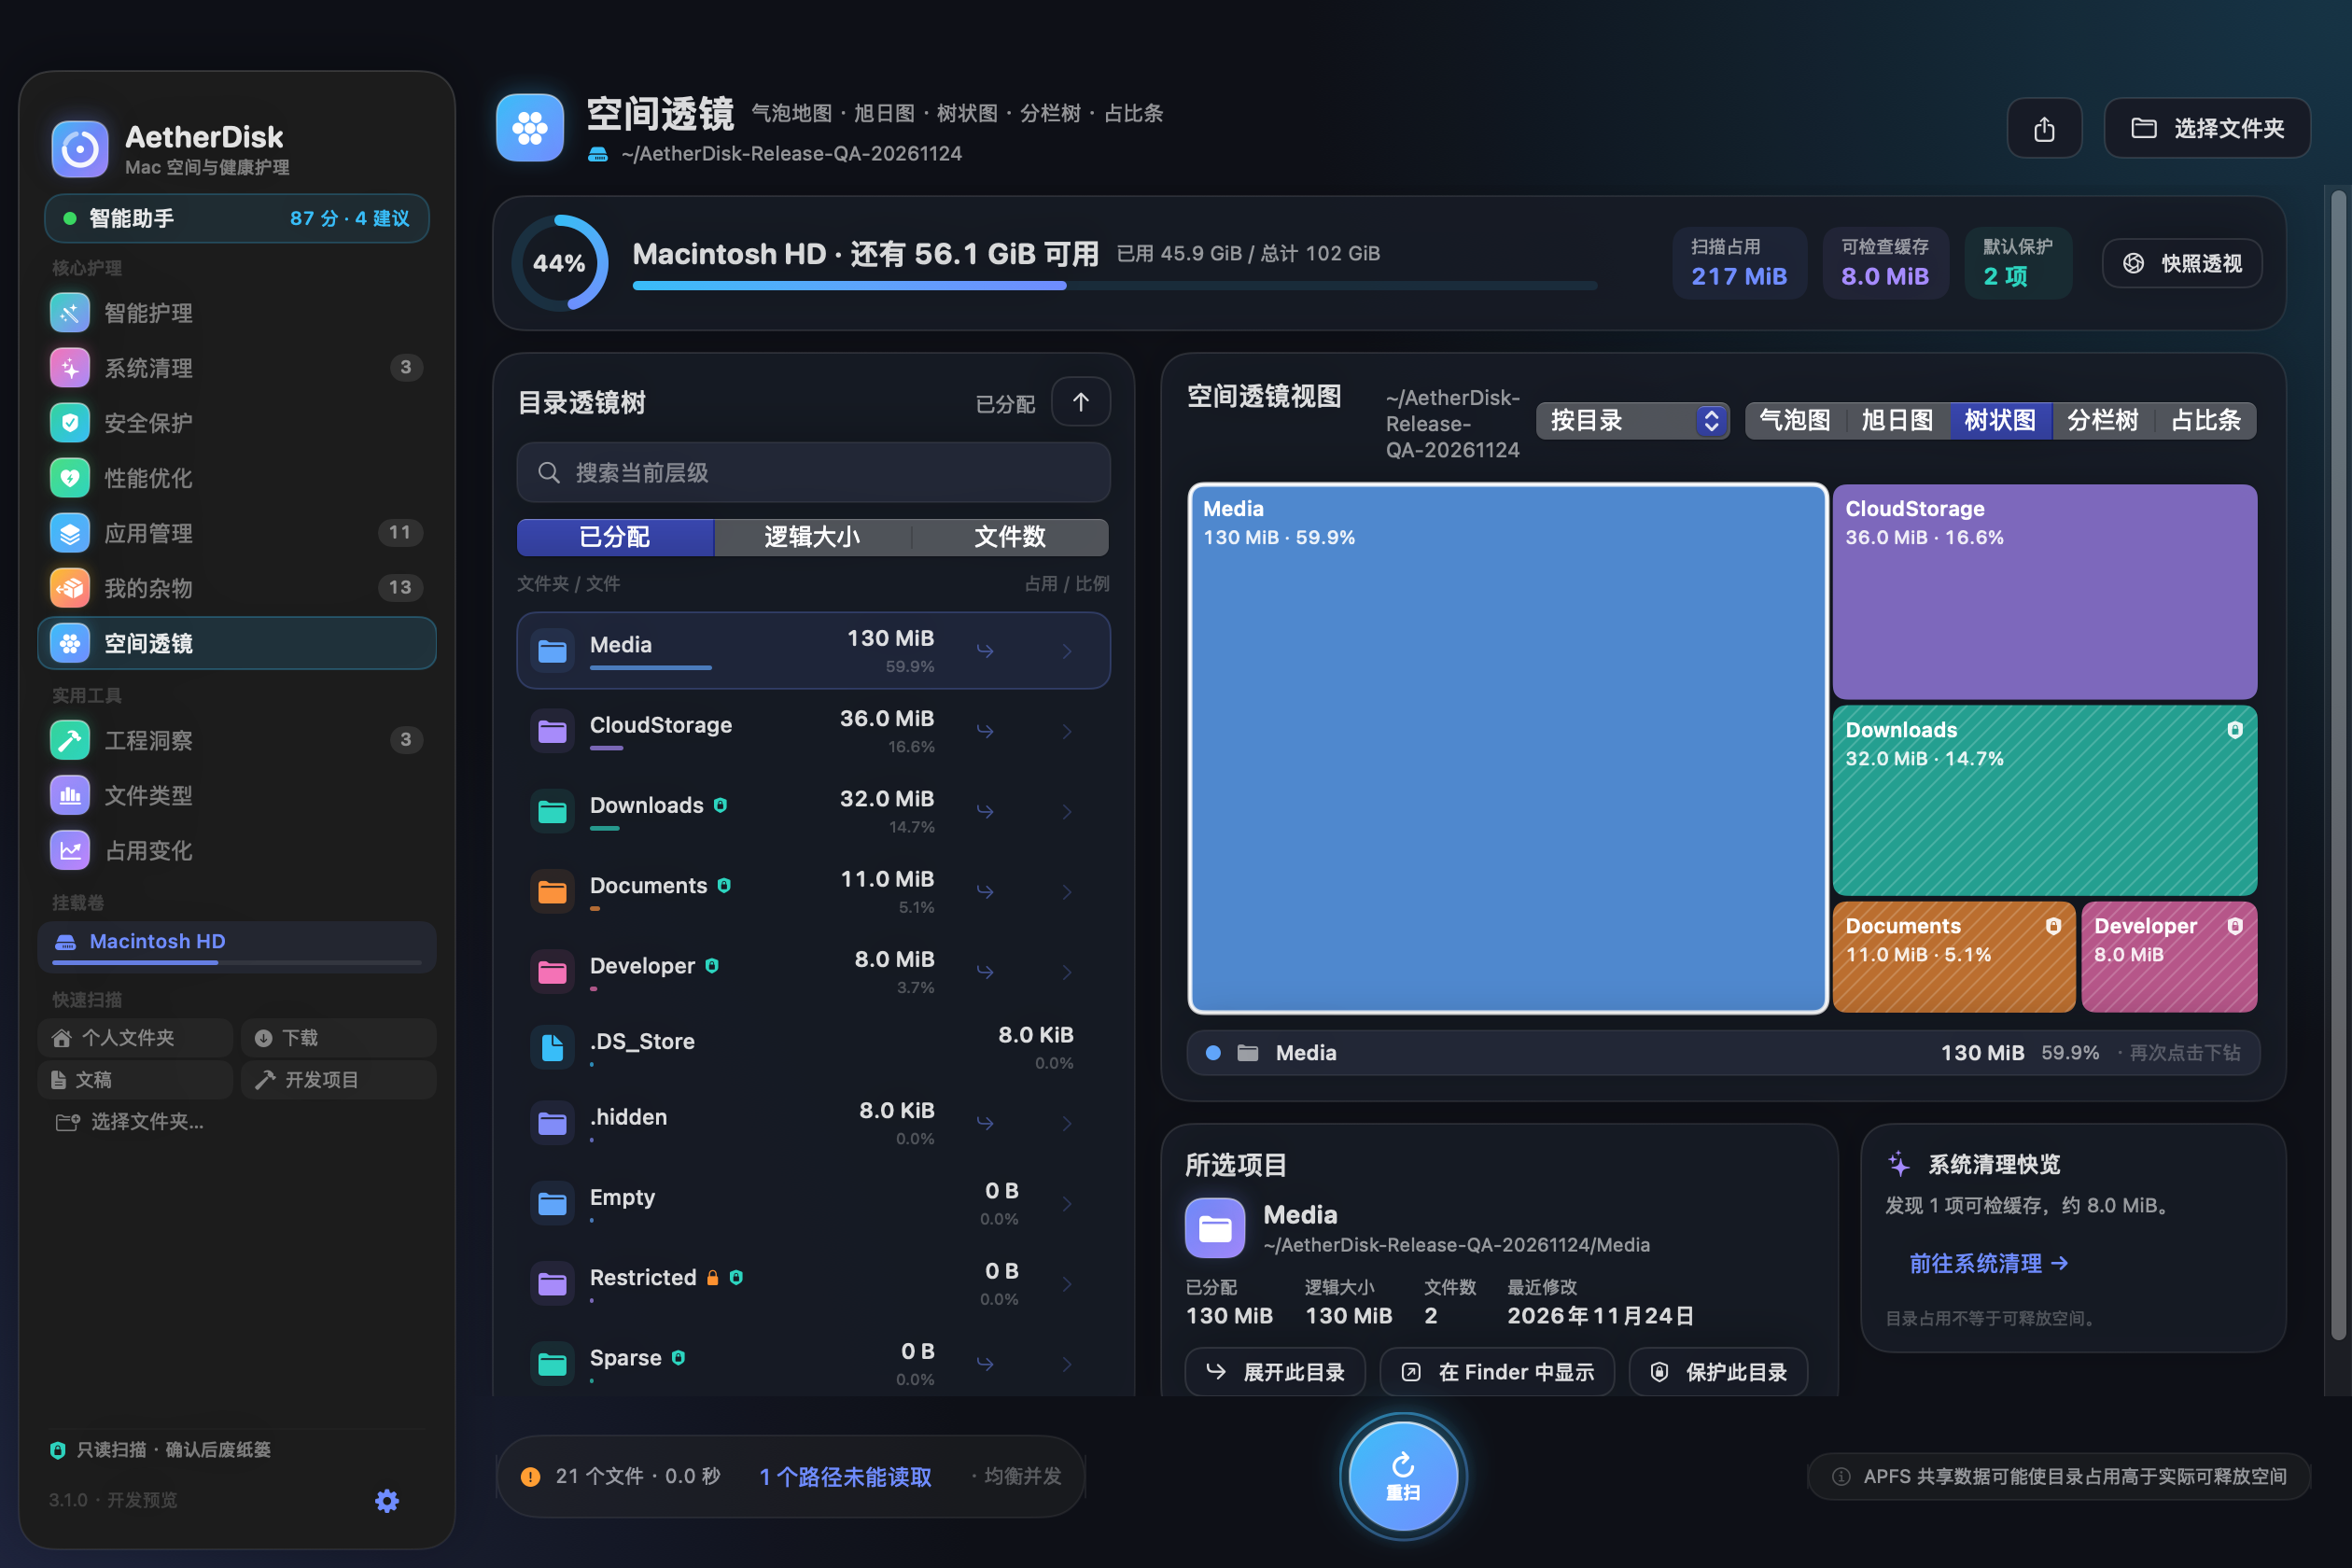 AetherDisk
Mac 空间与健康护理
智能助手 87 分 · 4 建议
核心护理
智能护理
系统清理 3
安全保护
性能优化
应用管理 11
我的杂物 13
空间透镜
实用工具
工程洞察 3
文件类型
占用变化
挂载卷
Macintosh HD
快速扫描
个人文件夹 下载
文稿 开发项目
选择文件夹...
只读扫描 · 确认后废纸篓
3.1.0 · 开发预览
空间透镜 气泡地图 · 旭日图 · 树状图 · 分栏树 · 占比条
~/AetherDisk-Release-QA-20261124
选择文件夹
44%
Macintosh HD · 还有 56.1 GiB 可用 已用 45.9 GiB / 总计 102 GiB
扫描占用
217 MiB
可检查缓存
8.0 MiB
默认保护
2 项
快照透视
目录透镜树 已分配
搜索当前层级
已分配 逻辑大小 文件数
文件夹 / 文件 占用 / 比例
Media 130 MiB
59.9%
CloudStorage 36.0 MiB
16.6%
Downloads 32.0 MiB
14.7%
Documents 11.0 MiB
5.1%
Developer 8.0 MiB
3.7%
.DS_Store 8.0 KiB
0.0%
.hidden 8.0 KiB
0.0%
Empty 0 B
0.0%
Restricted 0 B
0.0%
Sparse 0 B
0.0%
空间透镜视图
~/AetherDisk-
Release-
QA-20261124
按目录
气泡图 旭日图 树状图 分栏树 占比条
Media
130 MiB · 59.9%
CloudStorage
36.0 MiB · 16.6%
Downloads
32.0 MiB · 14.7%
Documents
11.0 MiB · 5.1%
Developer
8.0 MiB
Media 130 MiB 59.9% · 再次点击下钻
所选项目
Media
~/AetherDisk-Release-QA-20261124/Media
已分配 逻辑大小 文件数 最近修改
130 MiB 130 MiB 2 2026年11月24日
展开此目录 在 Finder 中显示 保护此目录
系统清理快览
发现 1 项可检缓存，约 8.0 MiB。
前往系统清理 →
目录占用不等于可释放空间。
21 个文件 · 0.0 秒 1 个路径未能读取 · 均衡并发
重扫
APFS 共享数据可能使目录占用高于实际可释放空间